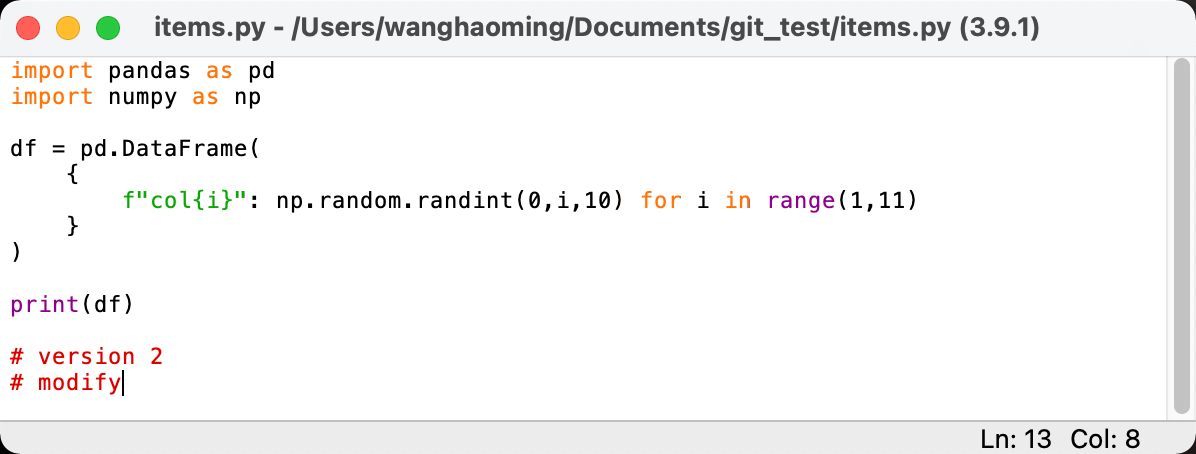 items.py - /Users/wanghaoming/Documents/git_test/items.py (3.9.1)
import pandas as pd
import numpy as np

df = pd.DataFrame(
    {
        f"col{i}": np.random.randint(0,i,10) for i in range(1,11)
    }
)

print(df)

# version 2
# modify
Ln: 13 Col: 8